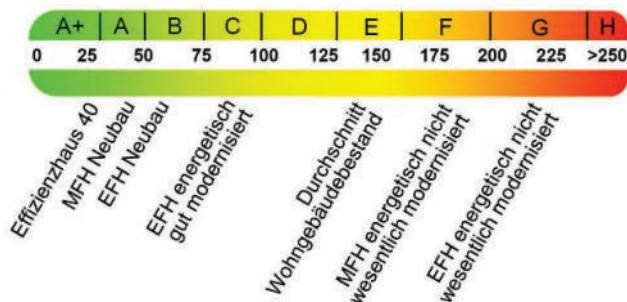 A+ A B C D E F G H
0 25 50 75 100 125 150 175 200 225 >250
Effizienzhaus 40
MFH Neubau
EFH Neubau
EFH energetisch
gut modernisiert
Durchschnitt
Wohngebäudebestand
MFH energetisch nicht
wesentlich modernisiert
EFH energetisch nicht
wesentlich modernisiert